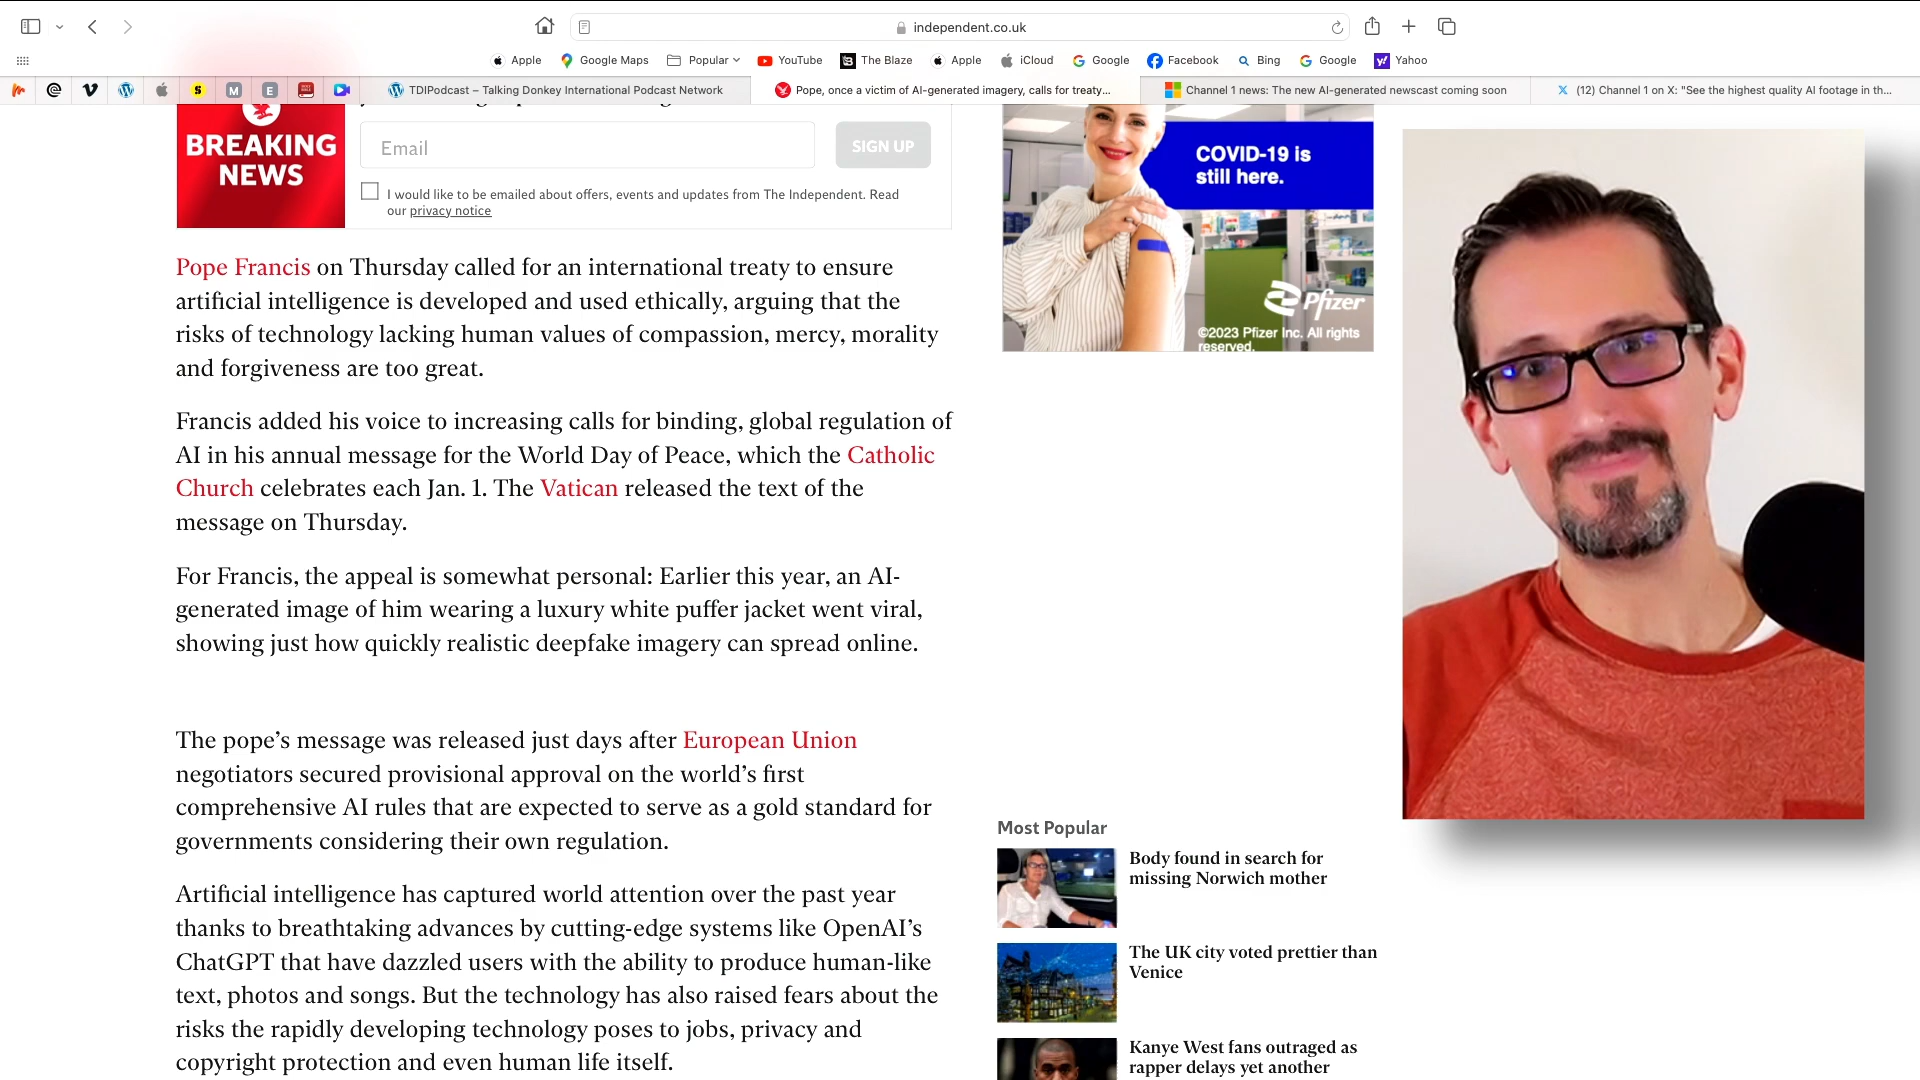 independent.co.uk
Apple
Google Maps
Popular
YouTube
The Blaze
Apple
iCloud
Google
Facebook
Bing
Google
Yahoo
TDIPodcast – Talking Donkey International Podcast Network
Pope, once a victim of AI-generated imagery, calls for treaty...
Channel 1 news: The new AI-generated newscast coming soon
(12) Channel 1 on X: "See the highest quality AI footage in th...
BREAKING
NEWS
Email
SIGN UP
I would like to be emailed about offers, events and updates from The Independent. Read
our privacy notice
COVID-19 is
still here.
Pfizer
©2023 Pfizer Inc. All rights
reserved.
Pope Francis on Thursday called for an international treaty to ensure
artificial intelligence is developed and used ethically, arguing that the
risks of technology lacking human values of compassion, mercy, morality
and forgiveness are too great.
Francis added his voice to increasing calls for binding, global regulation of
AI in his annual message for the World Day of Peace, which the Catholic
Church celebrates each Jan. 1. The Vatican released the text of the
message on Thursday.
For Francis, the appeal is somewhat personal: Earlier this year, an AI-
generated image of him wearing a luxury white puffer jacket went viral,
showing just how quickly realistic deepfake imagery can spread online.
The pope’s message was released just days after European Union
negotiators secured provisional approval on the world’s first
comprehensive AI rules that are expected to serve as a gold standard for
governments considering their own regulation.
Artificial intelligence has captured world attention over the past year
thanks to breathtaking advances by cutting-edge systems like OpenAI’s
ChatGPT that have dazzled users with the ability to produce human-like
text, photos and songs. But the technology has also raised fears about the
risks the rapidly developing technology poses to jobs, privacy and
copyright protection and even human life itself.
Most Popular
Body found in search for
missing Norwich mother
The UK city voted prettier than
Venice
Kanye West fans outraged as
rapper delays yet another